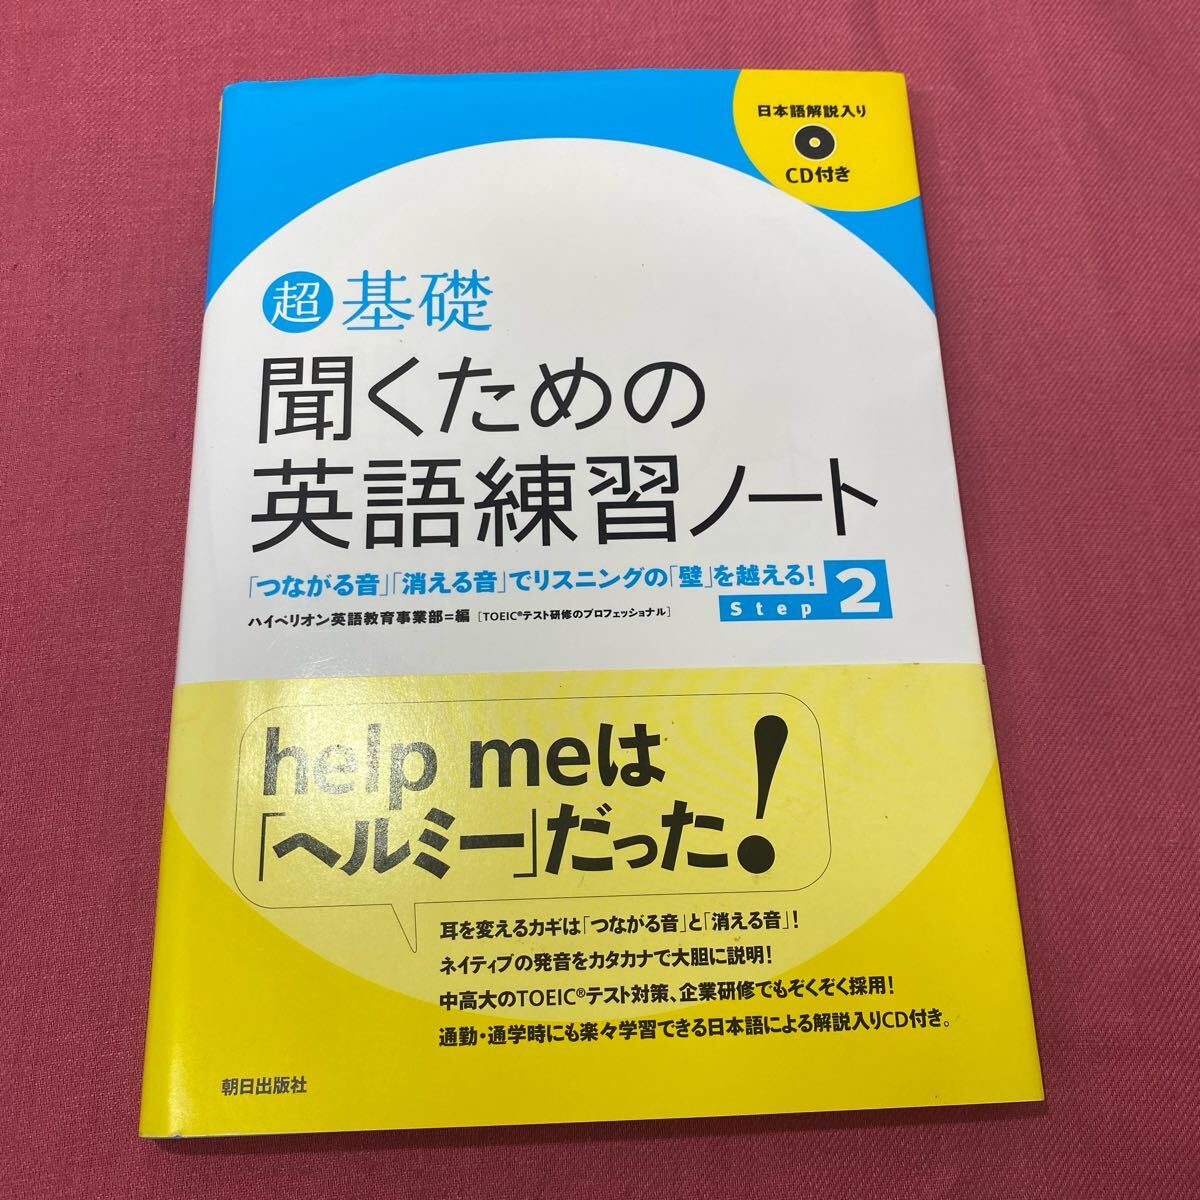 日本語解説入り
CD付き
超基礎
聞くための
英語練習ノート
「つながる音」「消える音」でリスニングの「壁」を越える!
Step 2
ハイペリオン英語教育事業部=編 [TOEIC®テスト研修のプロフェッショナル]
help meは
「ヘルミー」だった!
耳を変えるカギは「つながる音」と「消える音」!
ネイティブの発音をカタカナで大胆に説明!
中高大のTOEIC®テスト対策、企業研修でもぞくぞく採用!
通勤・通学時にも楽々学習できる日本語による解説入りCD付き。
朝日出版社